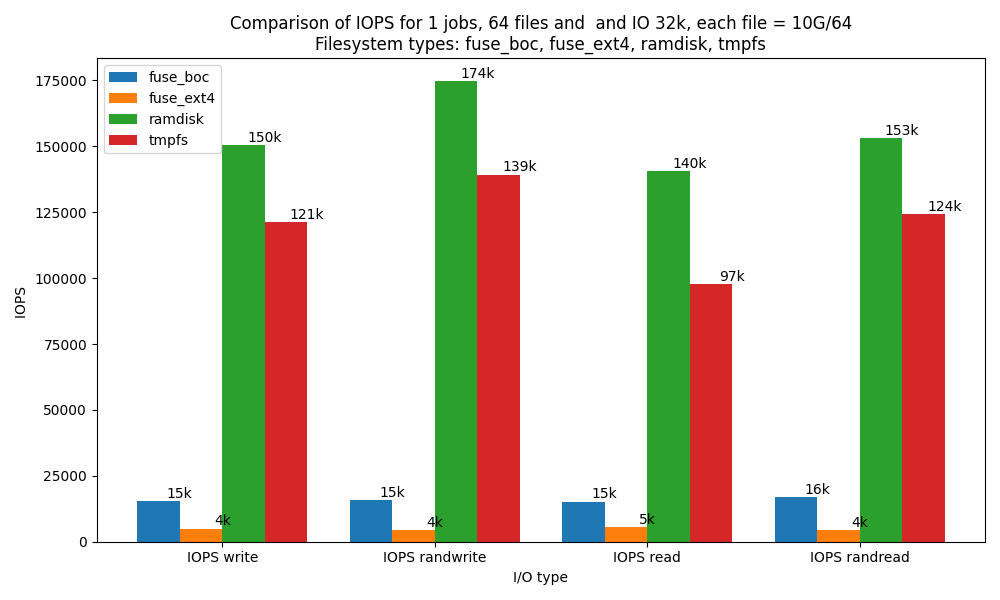 Comparison of IOPS for 1 jobs, 64 files and  and IO 32k, each file = 10G/64
Filesystem types: fuse_boc, fuse_ext4, ramdisk, tmpfs
fuse_boc
fuse_ext4
ramdisk
tmpfs
IOPS
175000
150000
125000
100000
75000
50000
25000
0
15k
4k
150k
121k
15k
4k
174k
139k
15k
5k
140k
97k
16k
4k
153k
124k
IOPS write
IOPS randwrite
IOPS read
IOPS randread
I/O type